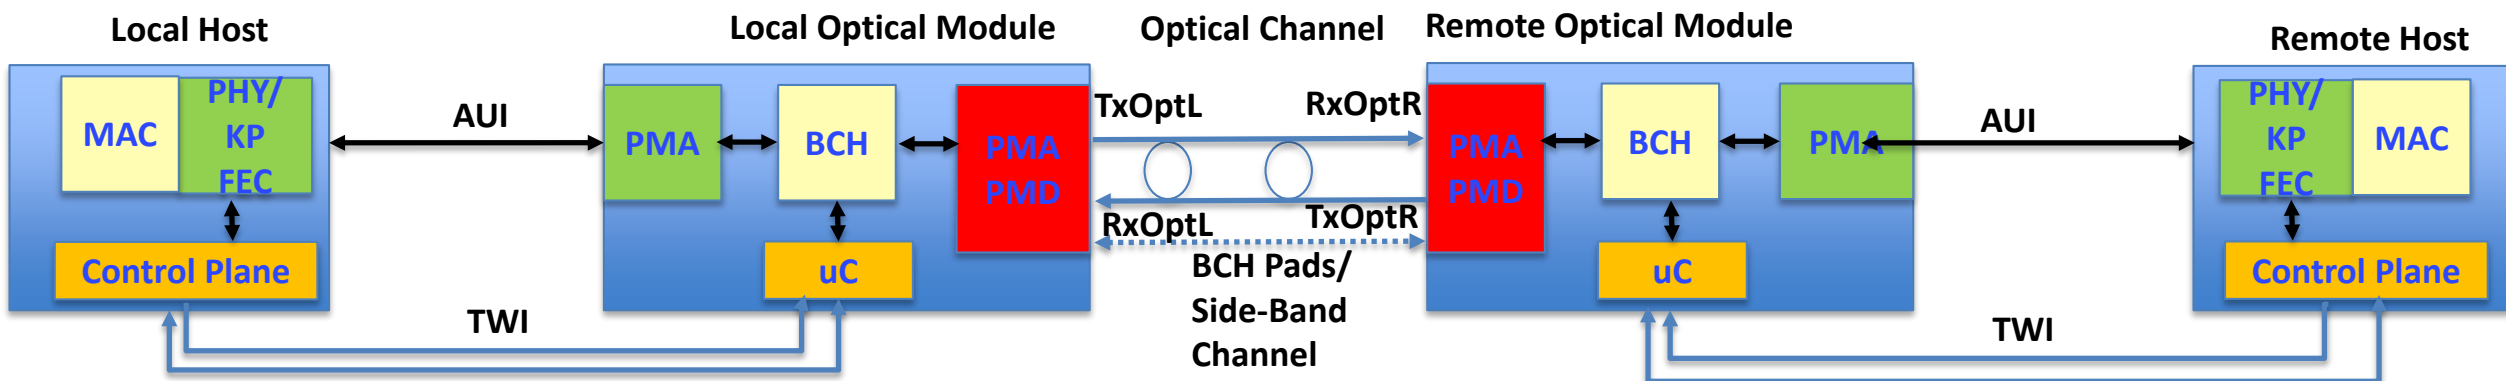 Local Host
Local Optical Module
Optical Channel
Remote Optical Module
Remote Host
MAC
PHY/
KP
FEC
Control Plane
AUI
TWI
PMA
BCH
PMA
PMD
uC
TxOptL
RxOptR
RxOptL
TxOptR
BCH Pads/
Side-Band
Channel
PMA
PMD
BCH
PMA
uC
AUI
TWI
PHY/
KP
FEC
MAC
Control Plane